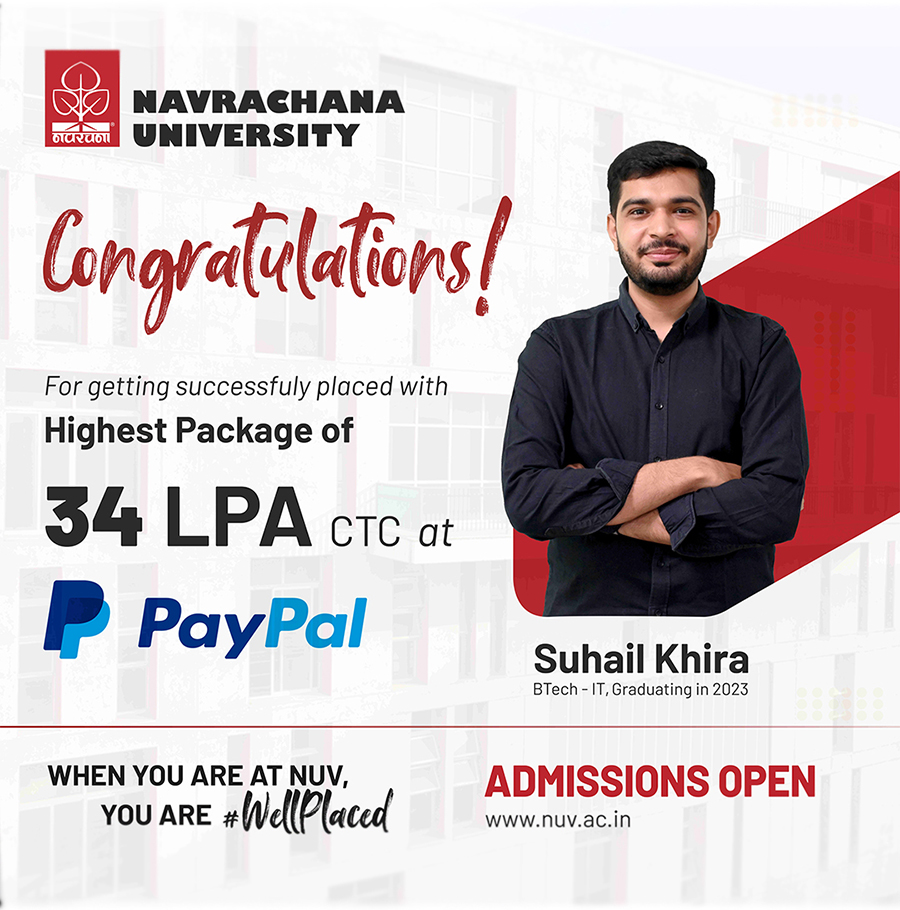 नवरचना
NAVRACHANA
UNIVERSITY
Congratulations!
For getting successfuly placed with
Highest Package of
34 LPA CTC at
PayPal
Suhail Khira
BTech - IT, Graduating in 2023
WHEN YOU ARE AT NUV,
YOU ARE #WellPlaced
ADMISSIONS OPEN
www.nuv.ac.in